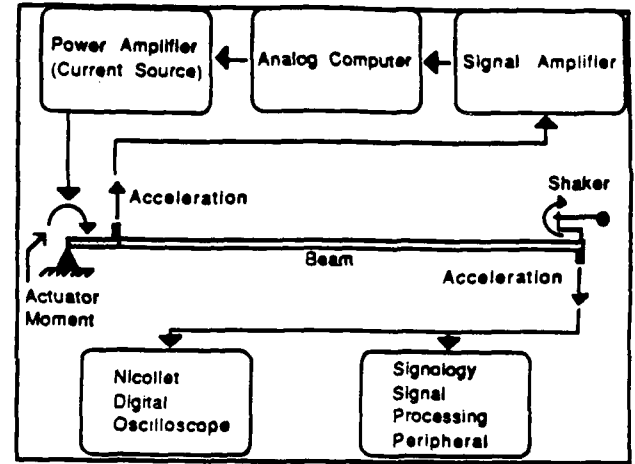 Power Amplifier
(Current Source)
Analog Computer
Signal Amplifier
Acceleration
Shaker
Beam
Acceleration
Actuator
Moment
Nicollet
Digital
Oscilloscope
Signology
Signal
Processing
Peripheral